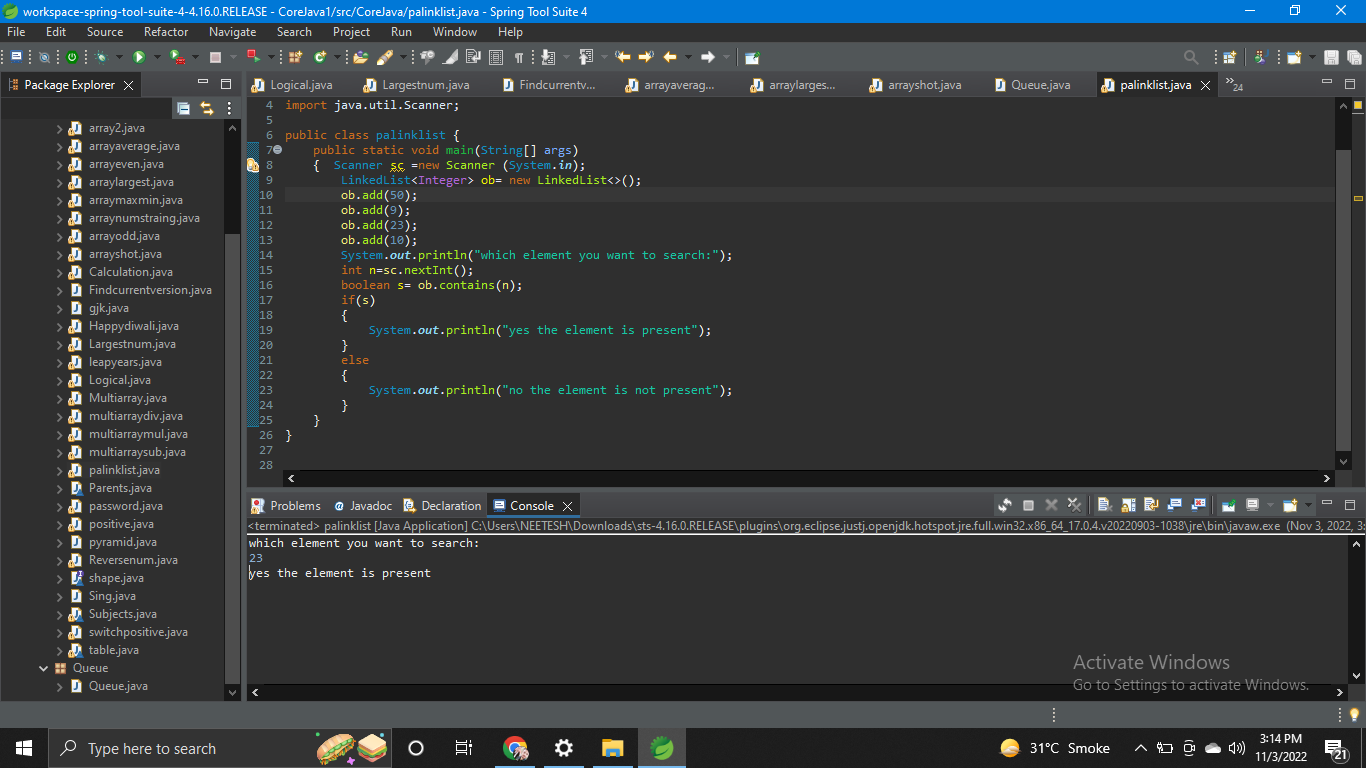 workspace-spring-tool-suite-4-4.16.0.RELEASE - CoreJava1/src/CoreJava/palinklist.java - Spring Tool Suite 4
File Edit Source Refactor Navigate Search Project Run Window Help
Package Explorer
Logical.java Largestnum.java Findcurrentv... arrayaverag... arraylarges... arrayshot.java Queue.java palinklist.java 24
array2.java
arrayaverage.java
arrayeven.java
arraylargest.java
arraymaxmin.java
arraynumstraing.java
arrayodd.java
arrayshot.java
Calculation.java
Findcurrentversion.java
gjk.java
Happydiwali.java
Largestnum.java
leapyears.java
Logical.java
Multiarray.java
multiarraydiv.java
multiarraymul.java
multiarraysub.java
palinklist.java
Parents.java
password.java
positive.java
pyramid.java
Reversenum.java
shape.java
Sing.java
Subjects.java
switchpositive.java
table.java
Queue
Queue.java
4 import java.util.Scanner;
5
6 public class palinklist {
7 public static void main(String[] args)
8 { Scanner sc =new Scanner (System.in);
9 LinkedList<Integer> ob= new LinkedList<>();
10 ob.add(50);
11 ob.add(9);
12 ob.add(23);
13 ob.add(10);
14 System.out.println("which element you want to search:");
15 int n=sc.nextInt();
16 boolean s= ob.contains(n);
17 if(s)
18 {
19 System.out.println("yes the element is present");
20 }
21 else
22 {
23 System.out.println("no the element is not present");
24 }
25 }
26 }
27
28
Problems Javadoc Declaration Console
<terminated> palinklist [Java Application] C:\Users\NEETESH\Downloads\sts-4.16.0.RELEASE\plugins\org.eclipse.justj.openjdk.hotspot.jre.full.win32.x86_64_17.0.4.v20220903-1038\jre\bin\javaw.exe (Nov 3, 2022, 3:
which element you want to search:
23
yes the element is present
Activate Windows
Go to Settings to activate Windows.
Type here to search
31°C Smoke
3:14 PM
11/3/2022
21